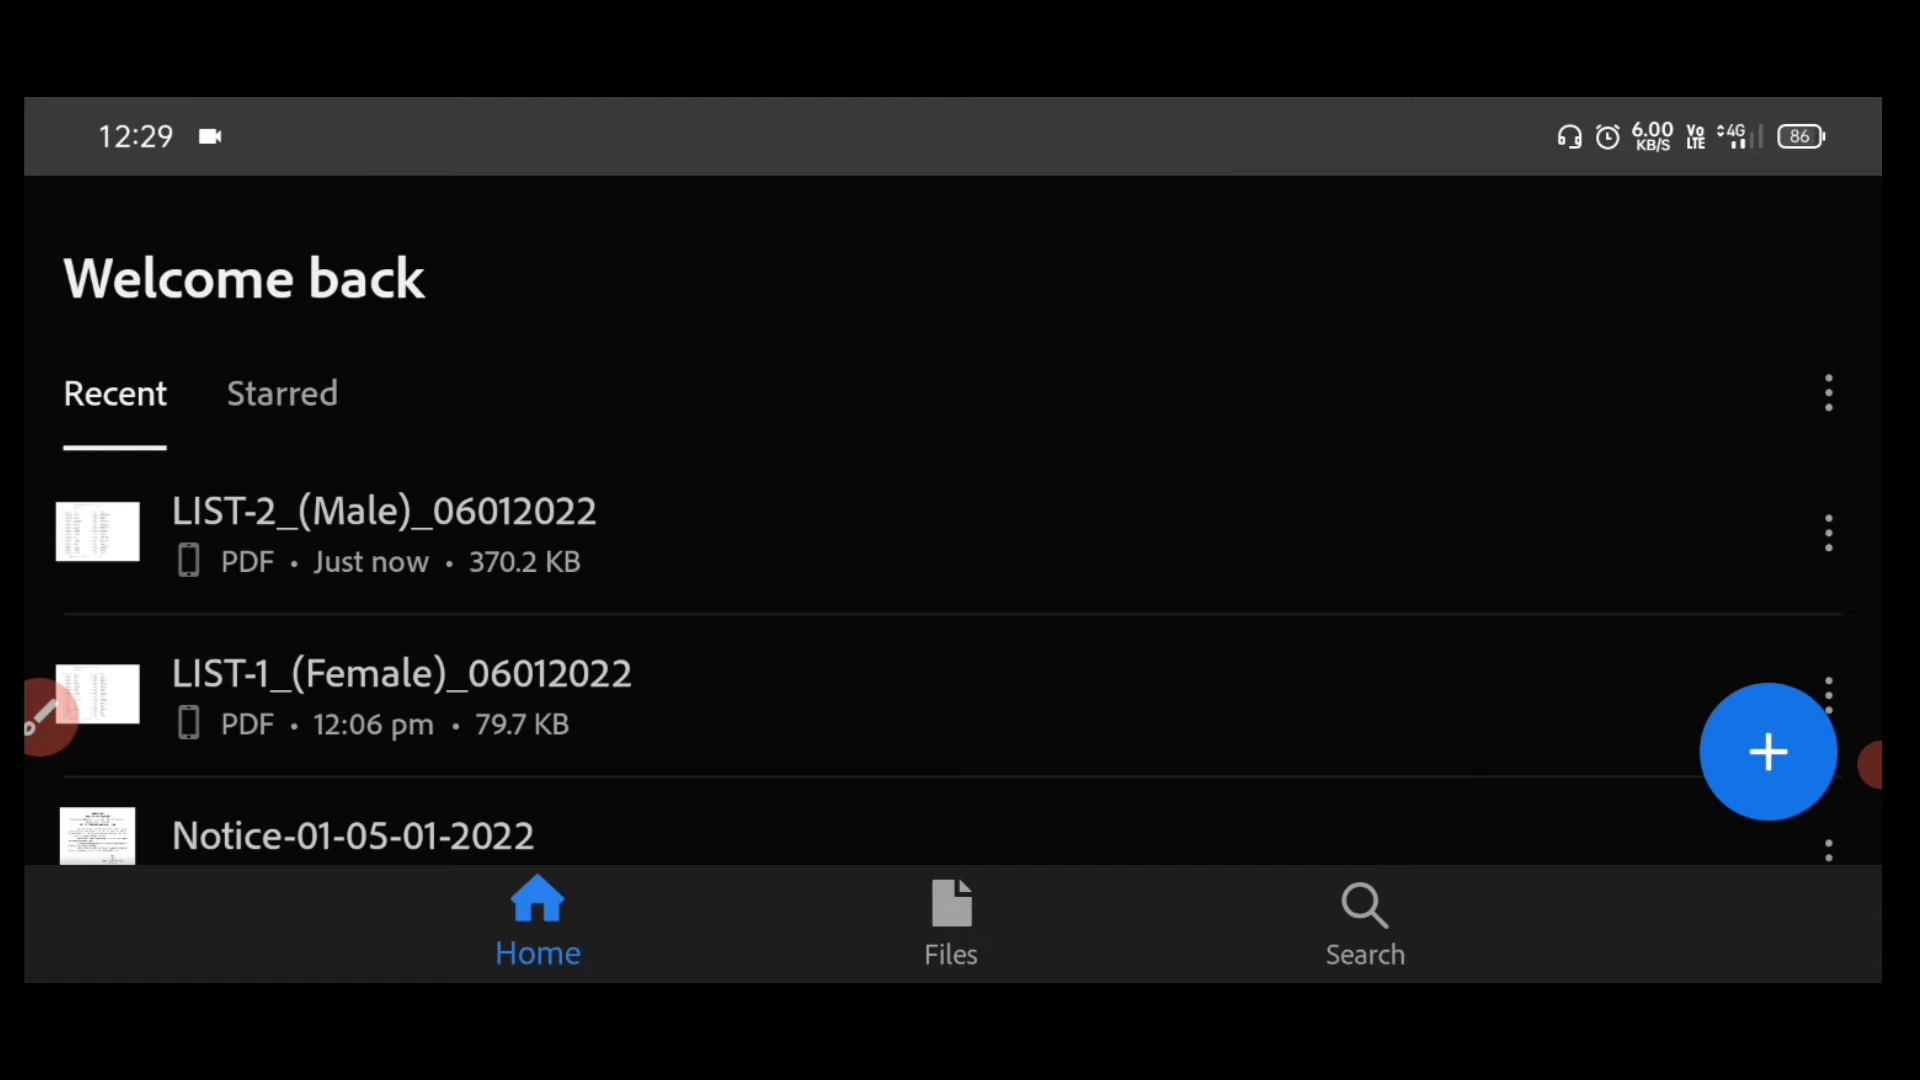 12:29
6.00 KB/S
Vo LTE
4G
86
Welcome back
Recent Starred
LIST-2_(Male)_06012022
PDF • Just now • 370.2 KB
LIST-1_(Female)_06012022
PDF • 12:06 pm • 79.7 KB
Notice-01-05-01-2022
Home Files Search